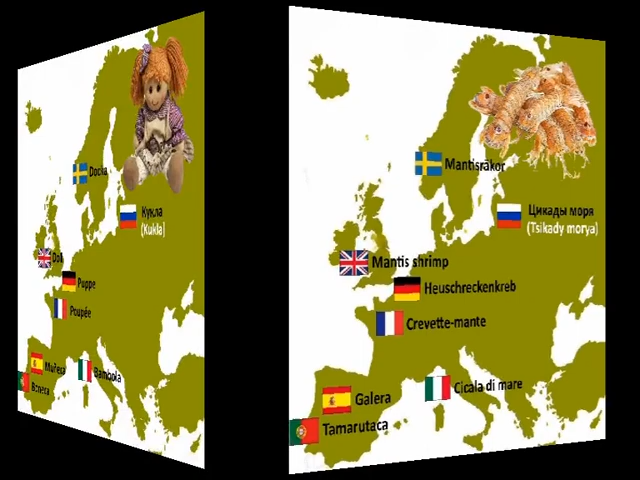 Docka
Кукла
(Kukla)
Doll
Puppe
Poupée
Muñeca
Bambola
Boneca
Mantisräkor
Цикады моря
(Tsikady morya)
Mantis shrimp
Heuschreckenkreb
Crevette-mante
Galera
Cicala di mare
Tamarutaca